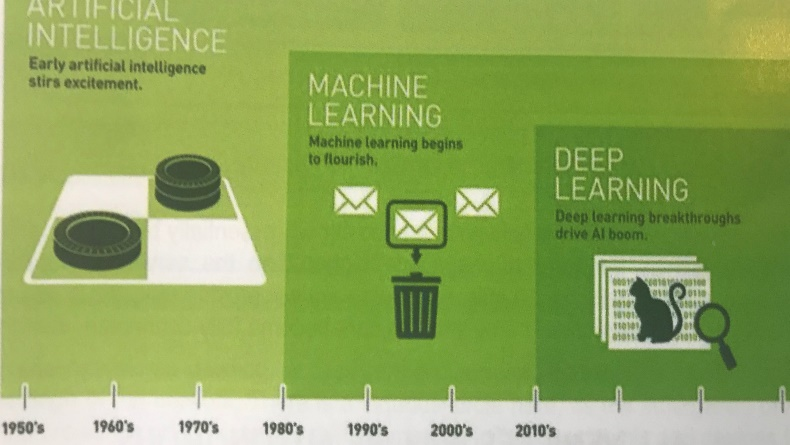 ARTIFICIAL
INTELLIGENCE
Early artificial intelligence
stirs excitement.
MACHINE
LEARNING
Machine learning begins
to flourish.
DEEP
LEARNING
Deep learning breakthroughs
drive AI boom.
1950's 1960's 1970's 1980's 1990's 2000's 2010's